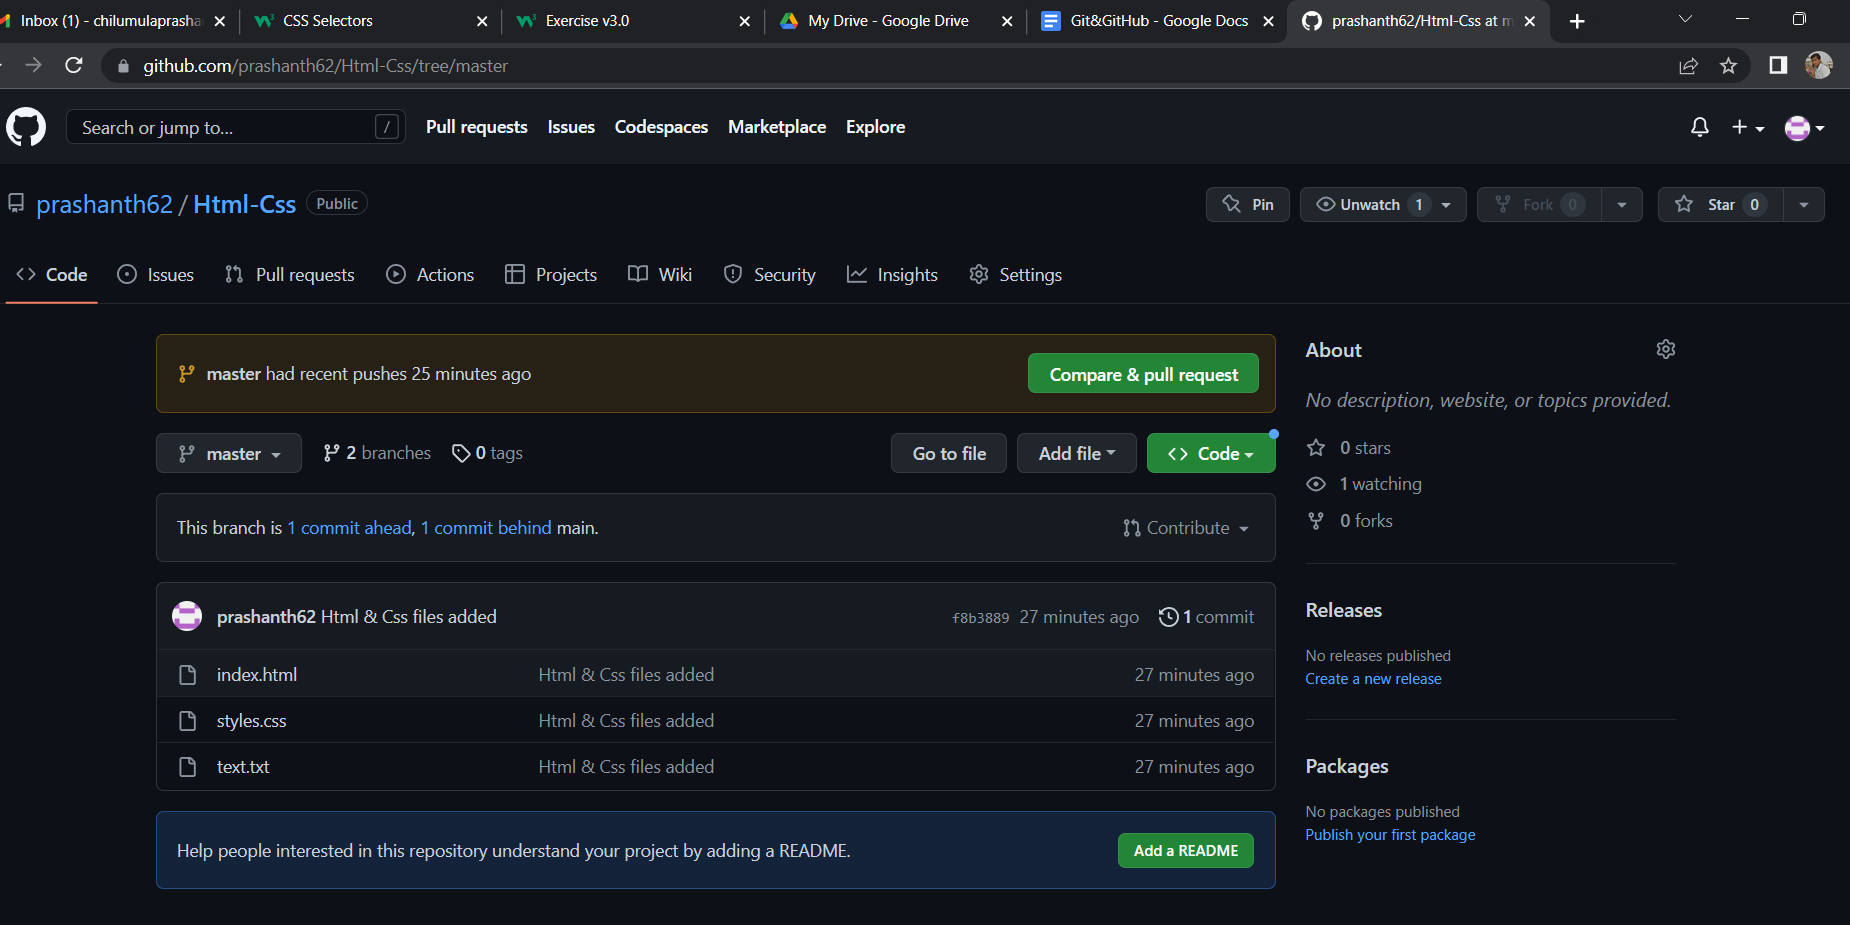 Inbox (1) - chilumulaprasha
CSS Selectors
Exercise v3.0
My Drive - Google Drive
Git&GitHub - Google Docs
prashanth62/Html-Css at m
github.com/prashanth62/Html-Css/tree/master
Search or jump to... /
Pull requests Issues Codespaces Marketplace Explore
prashanth62 / Html-Css Public
Pin
Unwatch 1
Fork 0
Star 0
Code Issues Pull requests Actions Projects Wiki Security Insights Settings
master had recent pushes 25 minutes ago
Compare & pull request
master 2 branches 0 tags
Go to file Add file Code
This branch is 1 commit ahead, 1 commit behind main.
Contribute
prashanth62 Html & Css files added f8b3889 27 minutes ago 1 commit
index.html Html & Css files added 27 minutes ago
styles.css Html & Css files added 27 minutes ago
text.txt Html & Css files added 27 minutes ago
Help people interested in this repository understand your project by adding a README.
Add a README
About
No description, website, or topics provided.
0 stars
1 watching
0 forks
Releases
No releases published
Create a new release
Packages
No packages published
Publish your first package